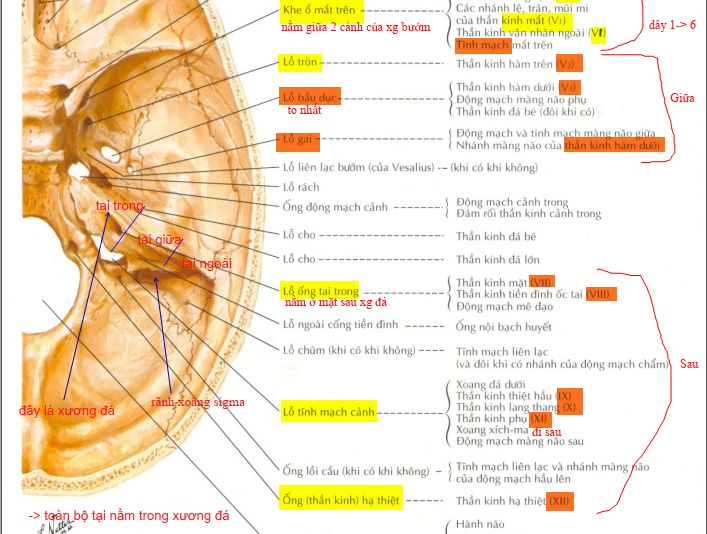 Khe ổ mắt trên
nằm giữa 2 cánh của xg bướm
Các nhánh lệ, trán, mũi mi
của thần kinh mắt (V₁)
Thần kinh vận nhãn ngoài (VI)
Tĩnh mạch mắt trên
dây 1-> 6
Lỗ tròn
Thần kinh hàm trên (V₂)
Lỗ bầu dục
to nhất
Thần kinh hàm dưới (V₃)
Động mạch màng não phụ
Thần kinh đá bé (đôi khi có)
Giữa
Lỗ gai
Động mạch và tĩnh mạch màng não giữa
Nhánh màng não của thần kinh hàm dưới
Lỗ liên lạc bướm (của Vesalius) (khi có khi không)
Lỗ rách
Ống động mạch cảnh
Động mạch cảnh trong
Đám rối thần kinh cảnh trong
tai trong
Lỗ cho
Thần kinh đá bé
tai giữa
Lỗ cho
Thần kinh đá lớn
tai ngoài
Lỗ ống tai trong
nằm ở mặt sau xg đá
Thần kinh mặt (VII)
Thần kinh tiền đình ốc tai (VIII)
Động mạch mê đạo
Lỗ ngoài cống tiền đình
Ống nội bạch huyết
Lỗ chũm (khi có khi không)
Tĩnh mạch liên lạc
(và đôi khi có nhánh của động mạch chẩm)
Sau
rãnh xoang sigma
đây là xương đá
Lỗ tĩnh mạch cảnh
Xoang đá dưới
Thần kinh thiệt hầu (IX)
Thần kinh lang thang (X)
Thần kinh phụ (XI)
Xoang xích-ma đi sau
Động mạch màng não sau
Ống lồi cầu (khi có khi không)
Tĩnh mạch liên lạc và nhánh màng não
của động mạch hầu lên
Ống (thần kinh) hạ thiệt
Thần kinh hạ thiệt (XII)
-> toàn bộ tại nằm trong xương đá
Hành não